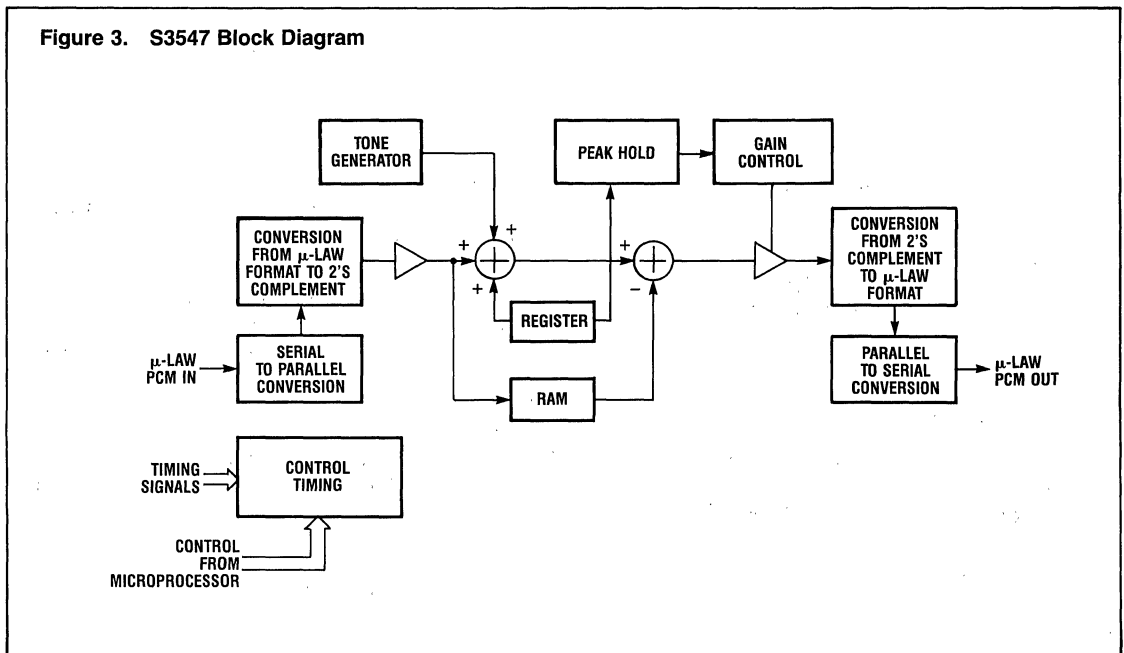 Figure 3. S3547 Block Diagram
TONE
GENERATOR
PEAK HOLD
GAIN
CONTROL
CONVERSION
FROM μ-LAW
FORMAT TO 2'S
COMPLEMENT
+
+
+
+
-
CONVERSION
FROM 2'S
COMPLEMENT
TO μ-LAW
FORMAT
REGISTER
μ-LAW
PCM IN
SERIAL
TO PARALLEL
CONVERSION
RAM
PARALLEL
TO SERIAL
CONVERSION
μ-LAW
PCM OUT
TIMING
SIGNALS
CONTROL
TIMING
CONTROL
FROM
MICROPROCESSOR